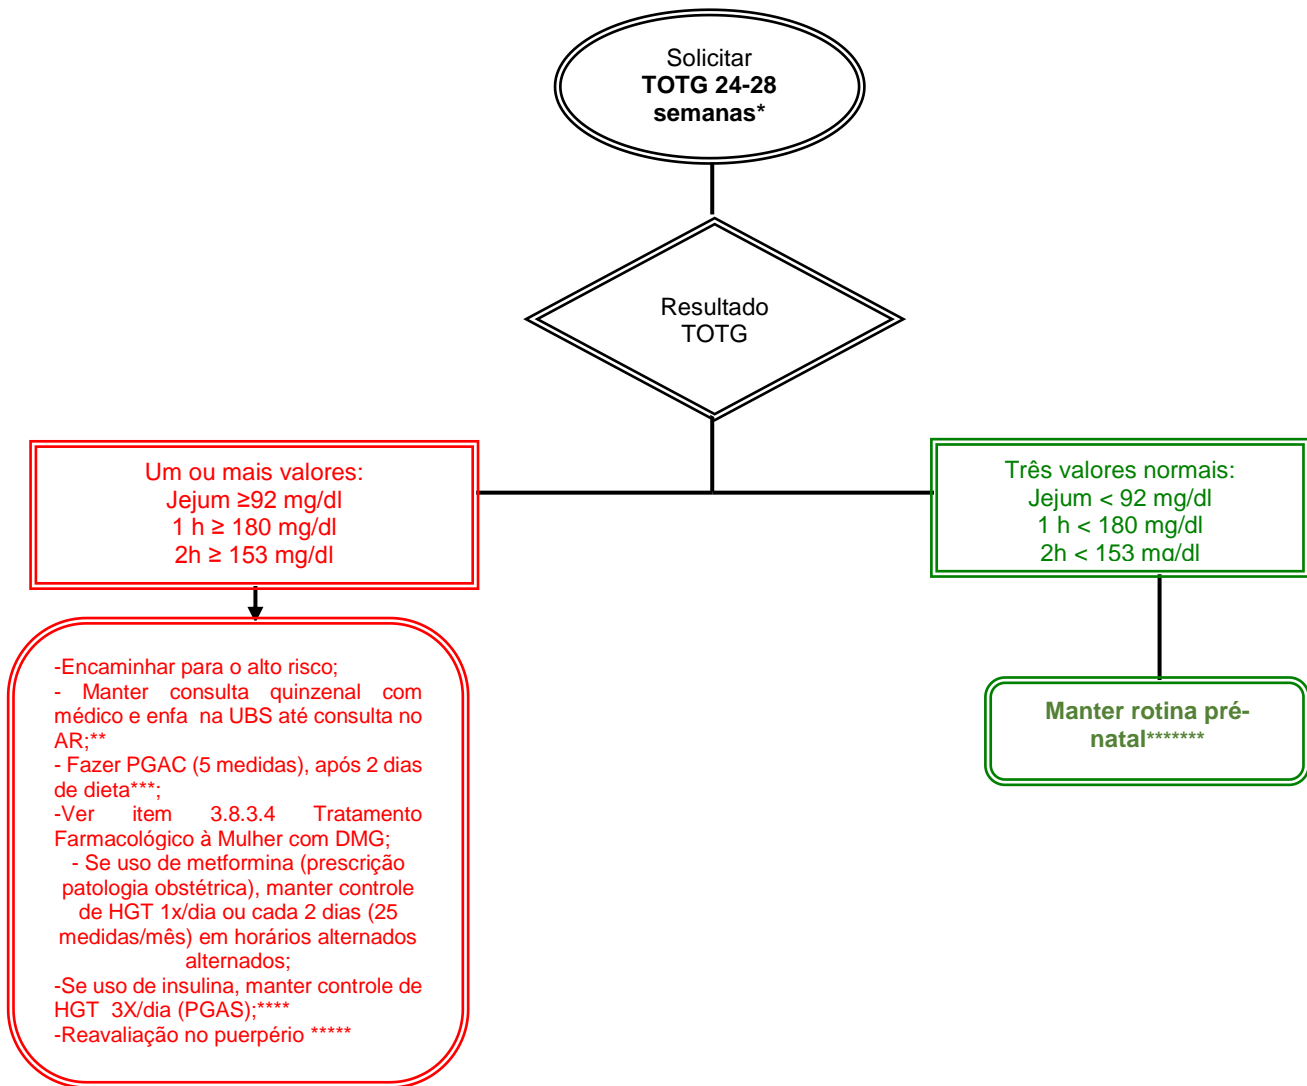 Solicitar
TOTG 24-28
semanas*
Resultado
TOTG
Um ou mais valores:
Jejum ≥92 mg/dl
1 h ≥ 180 mg/dl
2h ≥ 153 mg/dl
Três valores normais:
Jejum < 92 mg/dl
1 h < 180 mg/dl
2h < 153 mg/dl
-Encaminhar para o alto risco;
- Manter consulta quinzenal com
médico e enfa na UBS até consulta no
AR;**
- Fazer PGAC (5 medidas), após 2 dias
de dieta***;
-Ver item 3.8.3.4 Tratamento
Farmacológico à Mulher com DMG;
- Se uso de metformina (prescrição
patologia obstétrica), manter controle
de HGT 1x/dia ou cada 2 dias (25
medidas/mês) em horários alternados
alternados;
-Se uso de insulina, manter controle de
HGT 3X/dia (PGAS);****
-Reavaliação no puerpério *****
Manter rotina pré-
natal*******